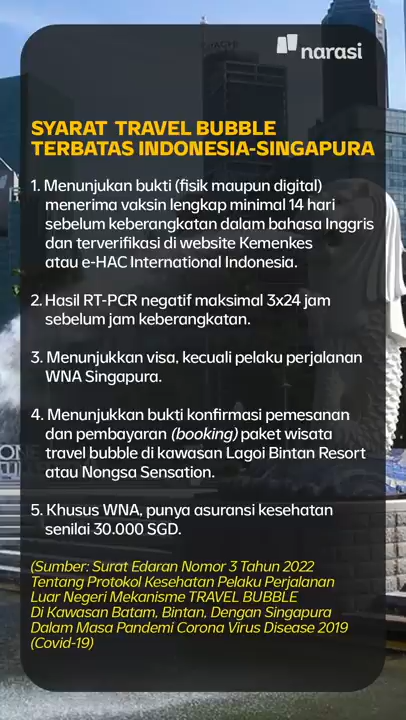 narasi
SYARAT TRAVEL BUBBLE
TERBATAS INDONESIA-SINGAPURA
1. Menunjukan bukti (fisik maupun digital)
menerima vaksin lengkap minimal 14 hari
sebelum keberangkatan dalam bahasa Inggris
dan terverifikasi di website Kemenkes
atau e-HAC International Indonesia.
2. Hasil RT-PCR negatif maksimal 3x24 jam
sebelum jam keberangkatan.
3. Menunjukkan visa, kecuali pelaku perjalanan
WNA Singapura.
4. Menunjukkan bukti konfirmasi pemesanan
dan pembayaran (booking) paket wisata
travel bubble di kawasan Lagoi Bintan Resort
atau Nongsa Sensation.
5. Khusus WNA, punya asuransi kesehatan
senilai 30.000 SGD.
(Sumber: Surat Edaran Nomor 3 Tahun 2022
Tentang Protokol Kesehatan Pelaku Perjalanan
Luar Negeri Mekanisme TRAVEL BUBBLE
Di Kawasan Batam, Bintan, Dengan Singapura
Dalam Masa Pandemi Corona Virus Disease 2019
(Covid-19)